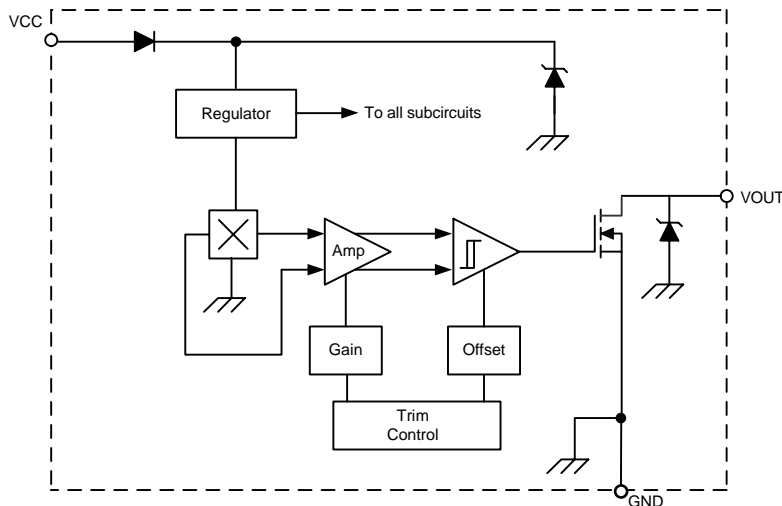 VCC
Regulator
To all subcircuits
VOUT
Amp
Gain
Offset
Trim
Control
GND